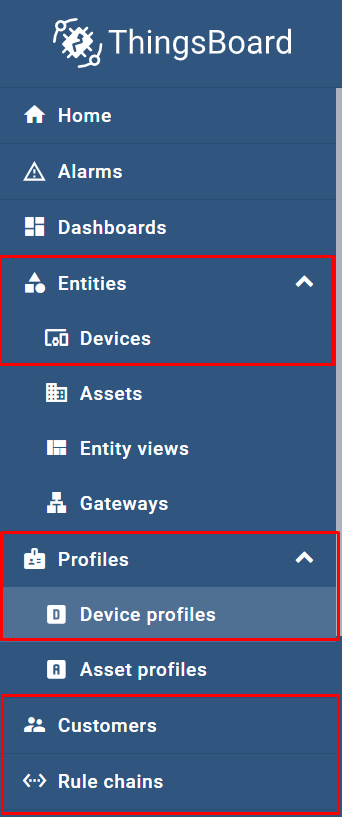 ThingsBoard
Home
Alarms
Dashboards
Entities
Devices
Assets
Entity views
Gateways
Profiles
D Device profiles
A Asset profiles
Customers
Rule chains